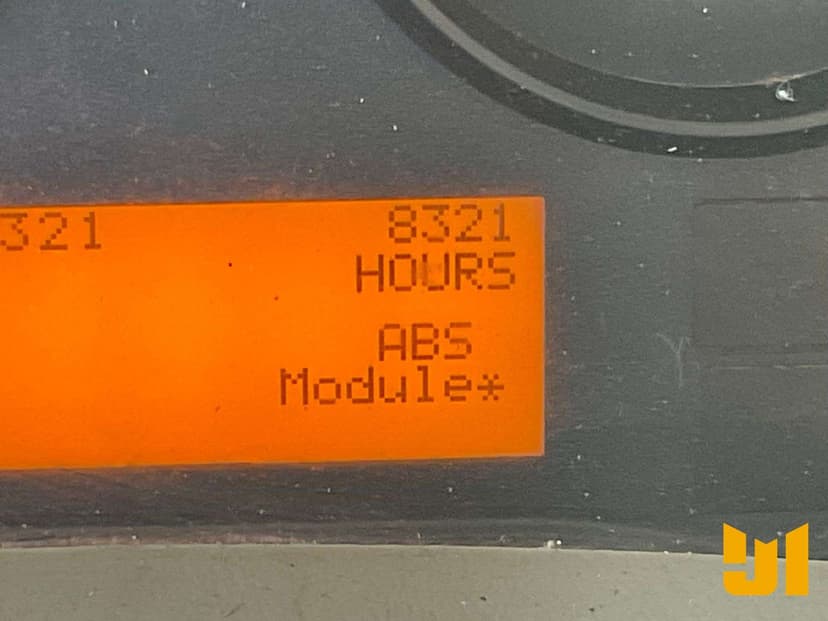 321 8321
HOURS
ABS
Module*